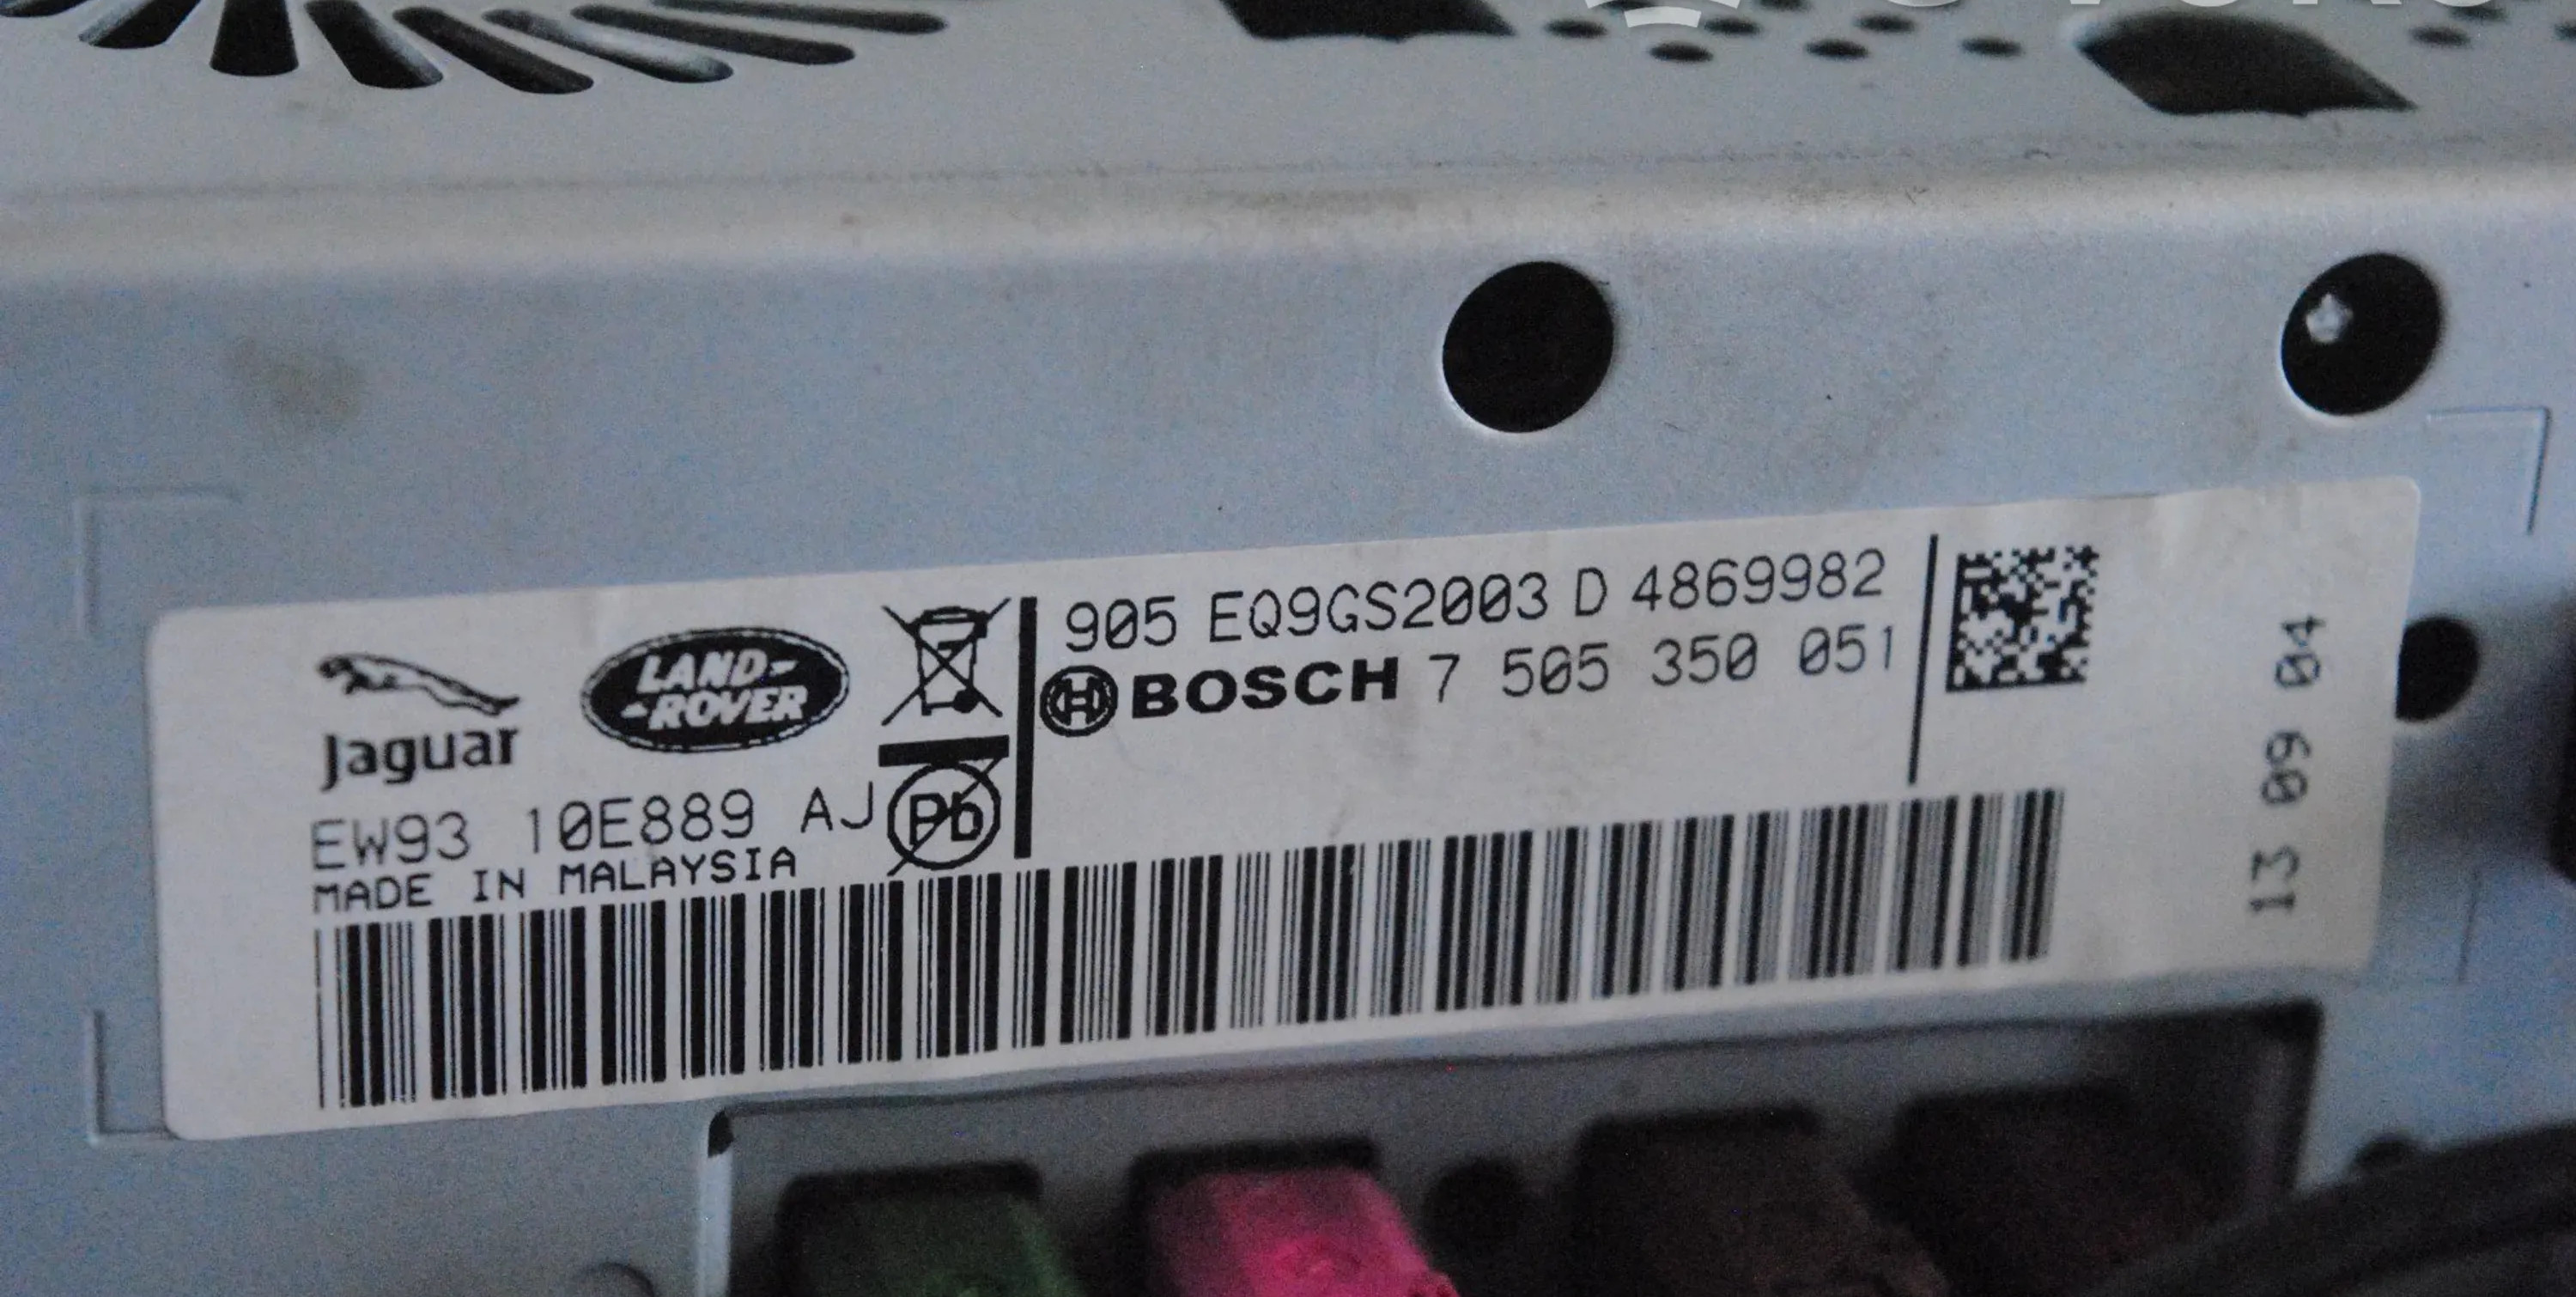 Jaguar
LAND-
-ROVER
EW93 10E889 AJ
Pb
MADE IN MALAYSIA
905 EQ9GS2003 D 4869982
BOSCH 7 505 350 051
13 09 04